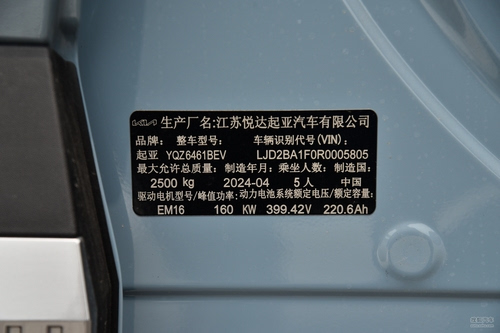 KIA 生产厂名:江苏悦达起亚汽车有限公司
品牌: 整车型号: 车辆识别代号(VIN):
起亚 YQZ6461BEV LJD2BA1F0R0005805
最大允许总质量: 制造年月: 乘坐人数: 制造国:
2500 kg 2024-04 5人 中国
驱动电机型号/峰值功率: 动力电池系统额定电压/额定容量:
EM16 160 KW 399.42V 220.6Ah